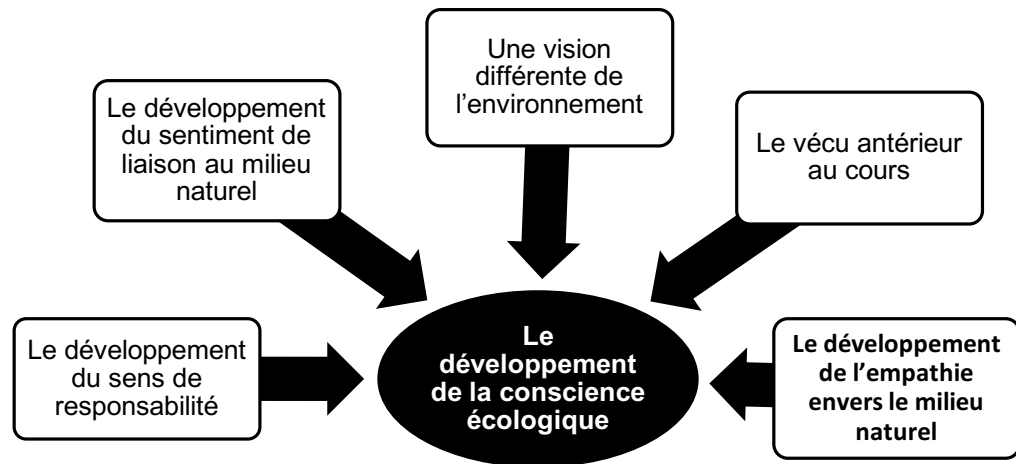 Une vision
différente de
l’environnement
Le développement
du sentiment de
liaison au milieu
naturel
Le vécu antérieur
au cours
Le développement
du sens de
responsabilité
Le
développement
de la conscience
écologique
Le développement
de l’empathie
envers le milieu
naturel